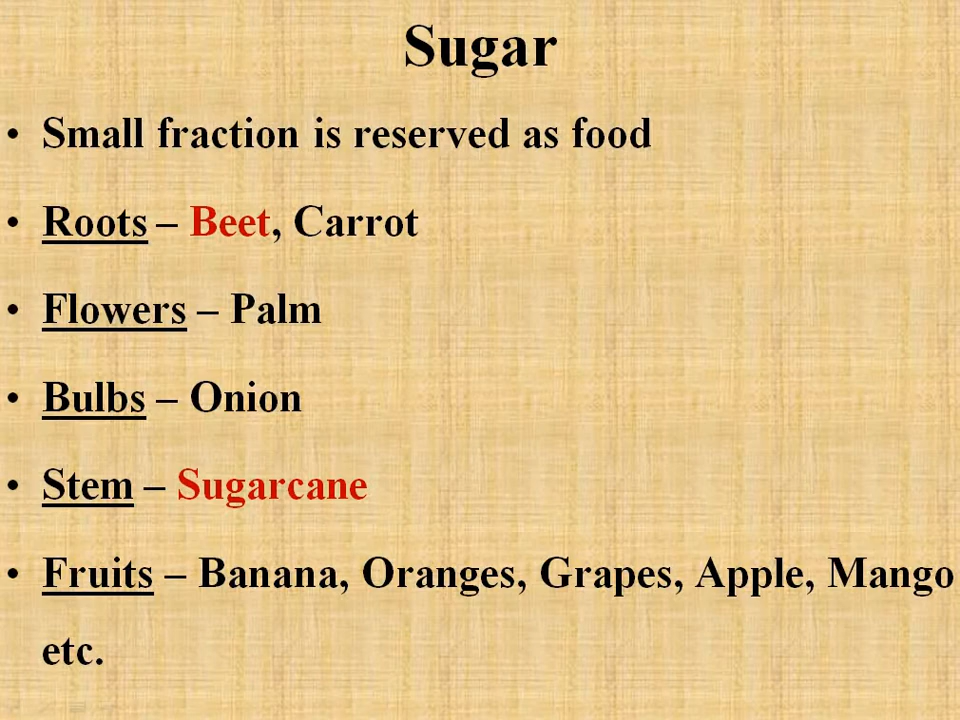 Sugar
• Small fraction is reserved as food
• Roots – Beet, Carrot
• Flowers – Palm
• Bulbs – Onion
• Stem – Sugarcane
• Fruits – Banana, Oranges, Grapes, Apple, Mango
etc.